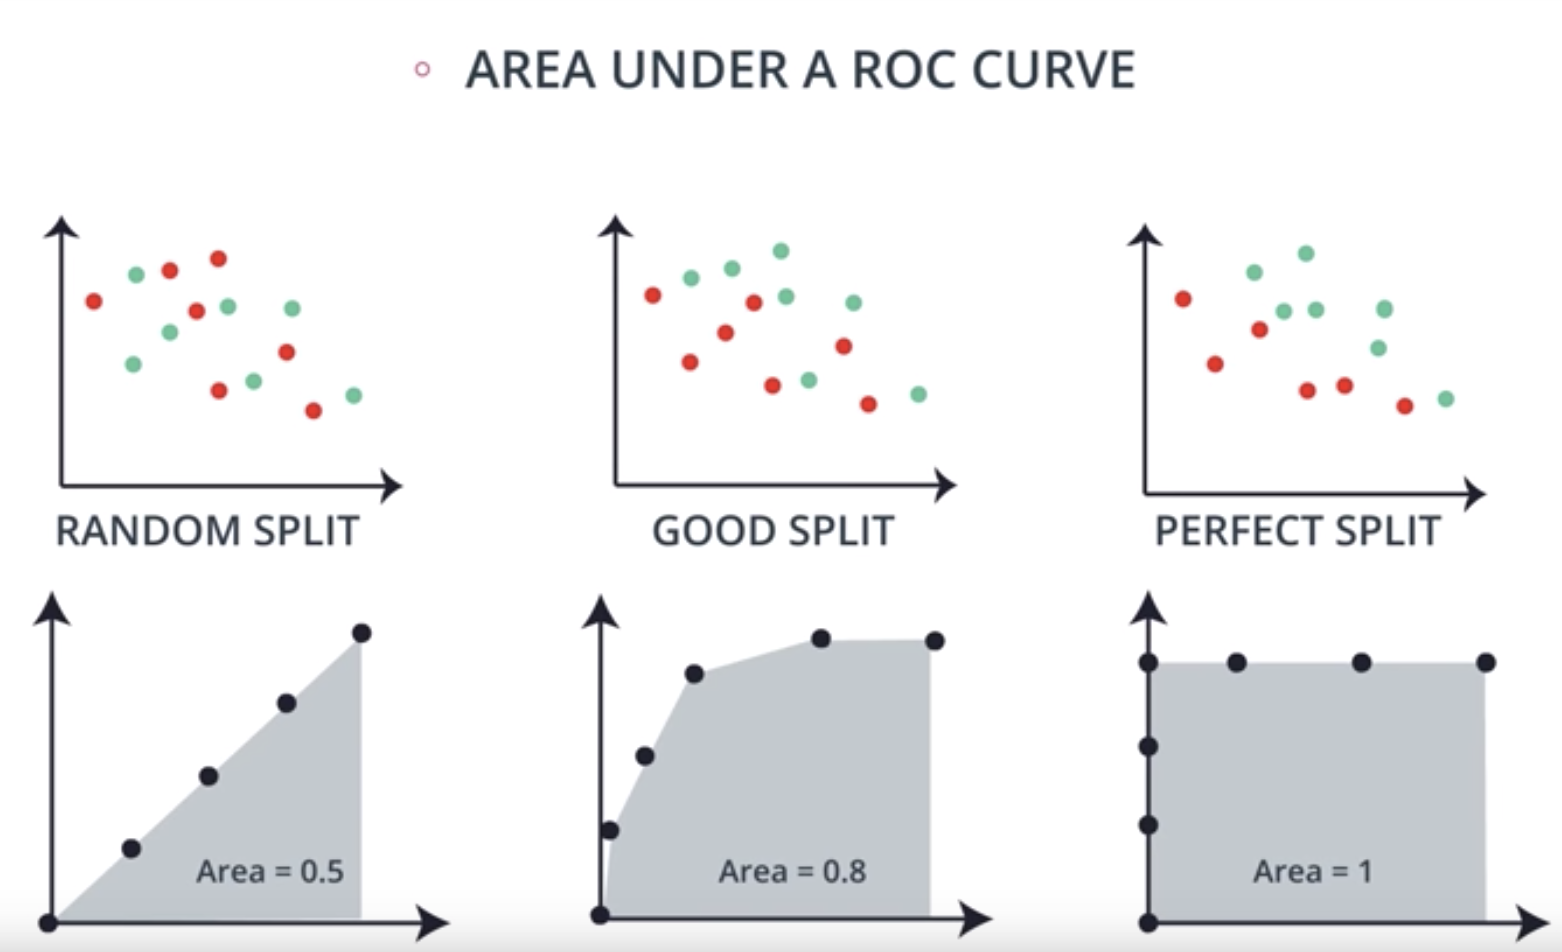 AREA UNDER A ROC CURVE
RANDOM SPLIT
GOOD SPLIT
PERFECT SPLIT
Area = 0.5
Area = 0.8
Area = 1